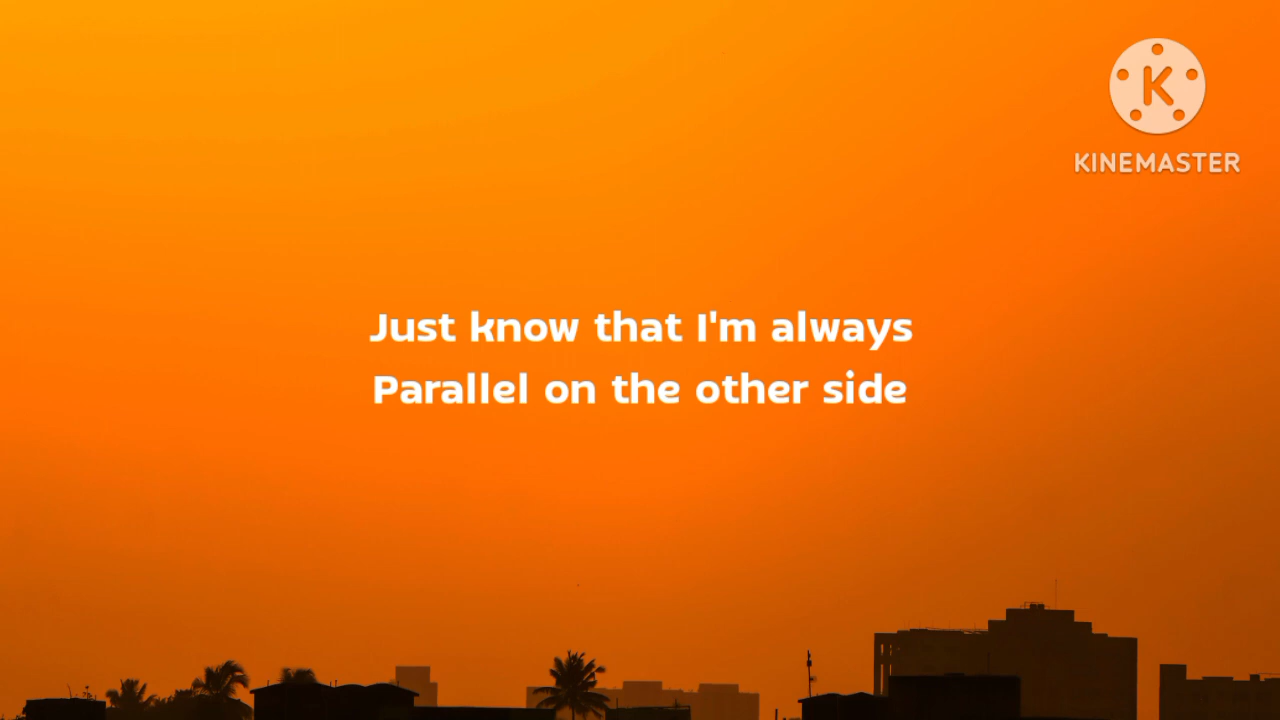 K
KINEMASTER
Just know that I'm always
Parallel on the other side